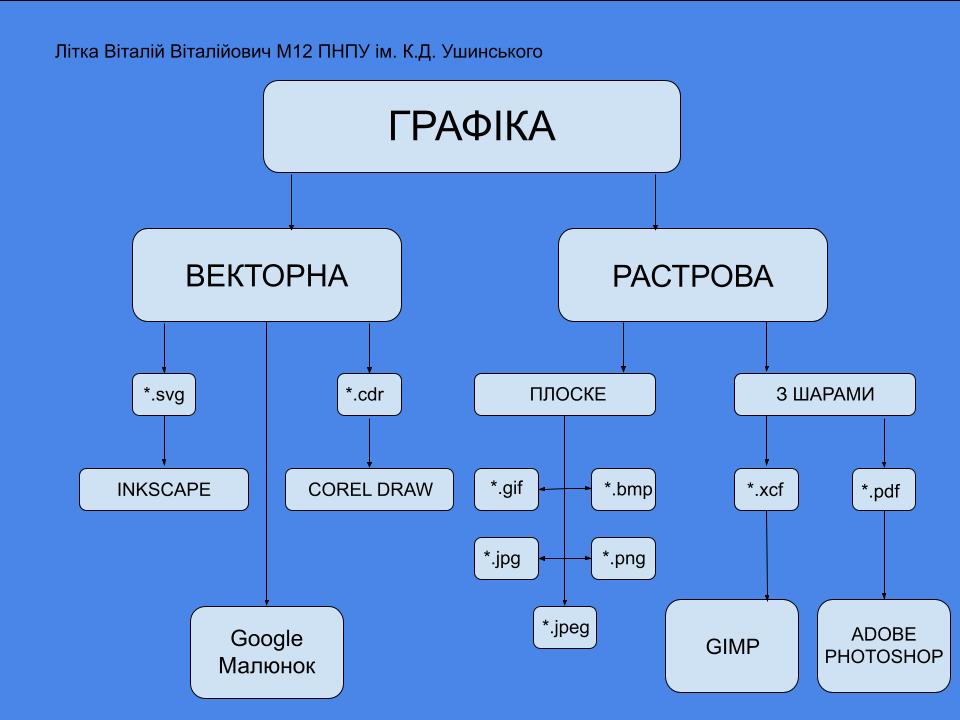 Літка Віталій Віталійович М12 ПНПУ ім. К.Д. Ушинського
ГРАФІКА
ВЕКТОРНА
РАСТРОВА
*.svg
*.cdr
ПЛОСКЕ
З ШАРАМИ
INKSCAPE
COREL DRAW
*.gif
*.bmp
*.xcf
*.pdf
*.jpg
*.png
*.jpeg
Google
Малюнок
GIMP
ADOBE
PHOTOSHOP